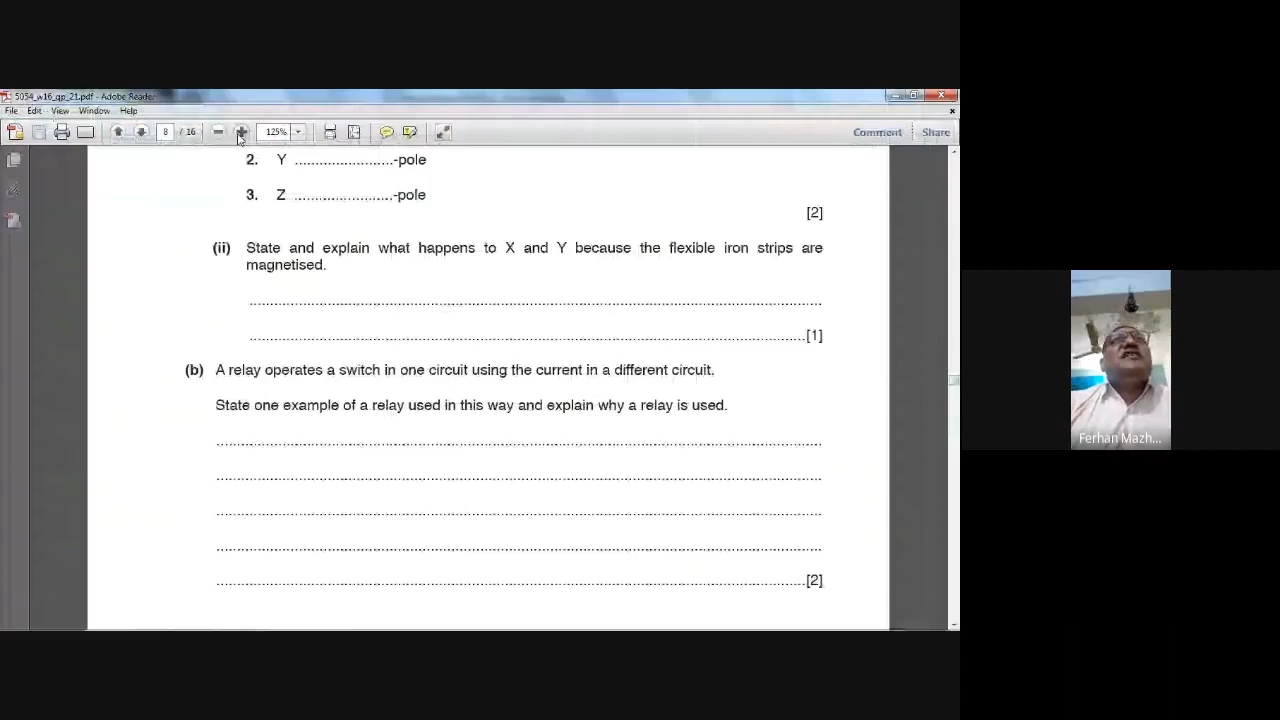 5054_w16_qp_21.pdf - Adobe Reader
File Edit View Window Help
8 / 16 125% Comment Share
2. Y ........................-pole
3. Z ........................-pole
[2]
(ii) State and explain what happens to X and Y because the flexible iron strips are
magnetised.
..........................................................................................................................................
......................................................................................................................................[1]
(b) A relay operates a switch in one circuit using the current in a different circuit.
State one example of a relay used in this way and explain why a relay is used.
..........................................................................................................................................
..........................................................................................................................................
..........................................................................................................................................
..........................................................................................................................................
......................................................................................................................................[2]
Ferhan Mazh...